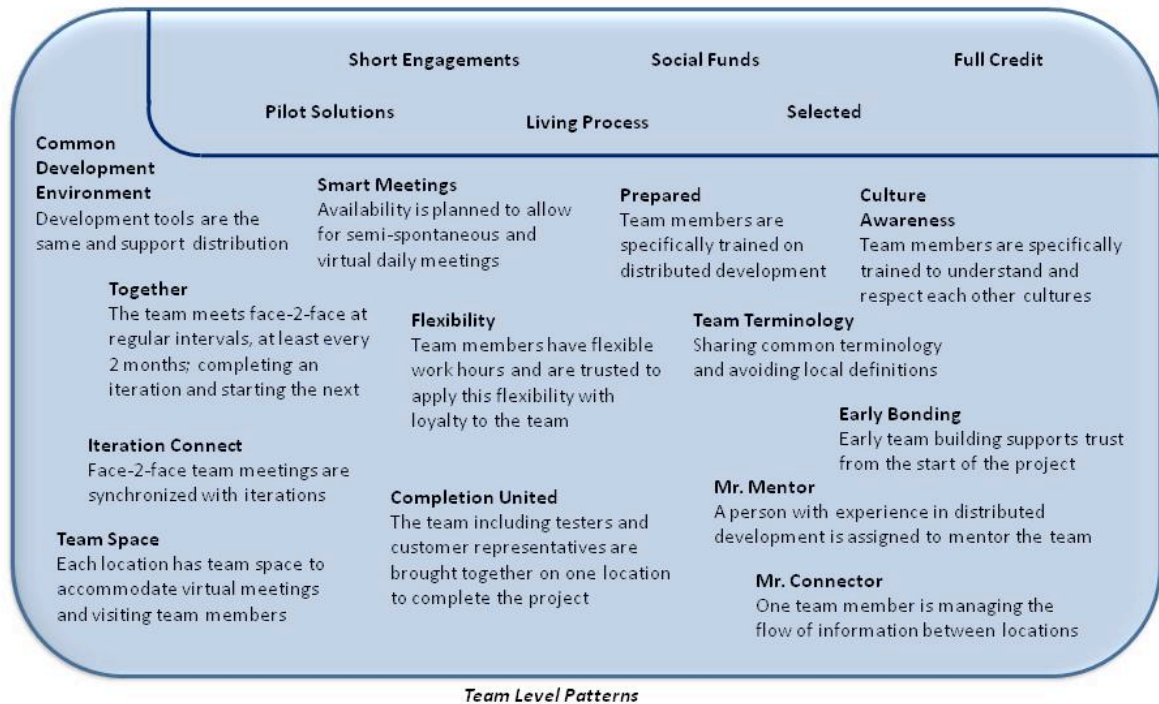 Short Engagements
Social Funds
Full Credit
Pilot Solutions
Living Process
Selected
Common
Development
Environment
Development tools are the
same and support distribution
Smart Meetings
Availability is planned to allow
for semi-spontaneous and
virtual daily meetings
Prepared
Team members are
specifically trained on
distributed development
Culture
Awareness
Team members are specifically
trained to understand and
respect each other cultures
Together
The team meets face-2-face at
regular intervals, at least every
2 months; completing an
iteration and starting the next
Flexibility
Team members have flexible
work hours and are trusted to
apply this flexibility with
loyalty to the team
Team Terminology
Sharing common terminology
and avoiding local definitions
Early Bonding
Early team building supports trust
from the start of the project
Iteration Connect
Face-2-face team meetings are
synchronized with iterations
Completion United
The team including testers and
customer representatives are
brought together on one location
to complete the project
Mr. Mentor
A person with experience in distributed
development is assigned to mentor the team
Team Space
Each location has team space to
accommodate virtual meetings
and visiting team members
Mr. Connector
One team member is managing the
flow of information between locations
Team Level Patterns